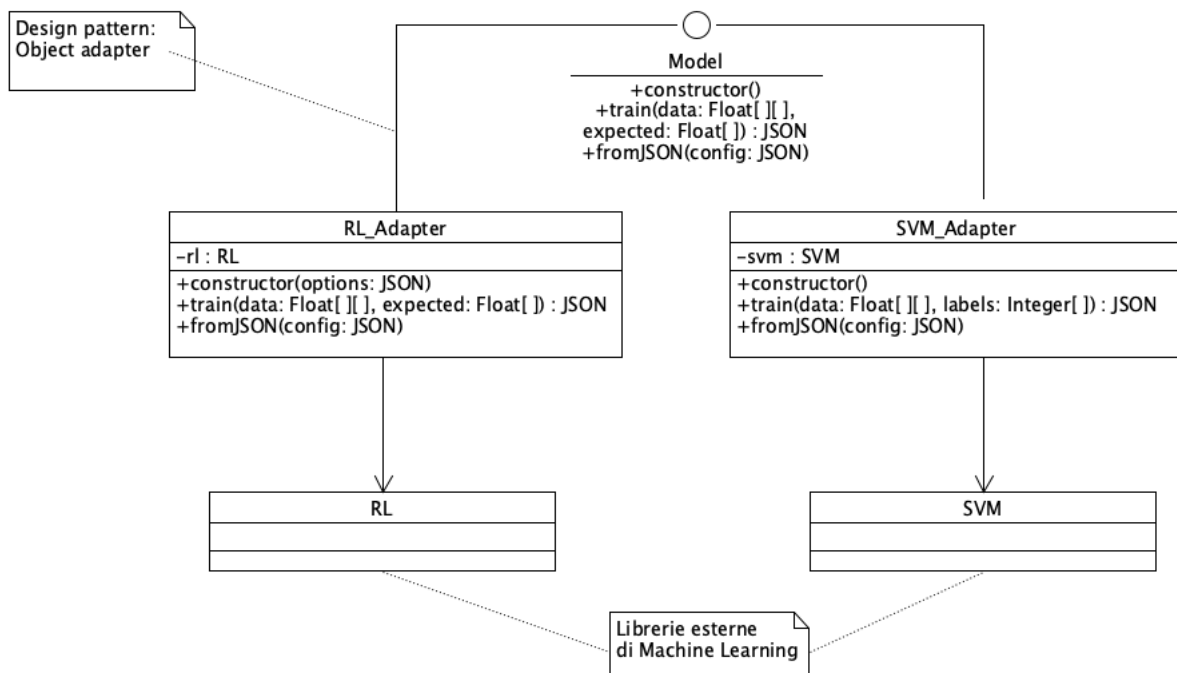 Design pattern:
Object adapter
Model
+constructor()
+train(data: Float[ ][ ],
expected: Float[ ]) : JSON
+fromJSON(config: JSON)
RL_Adapter
-rl : RL
+constructor(options: JSON)
+train(data: Float[ ][ ], expected: Float[ ]) : JSON
+fromJSON(config: JSON)
SVM_Adapter
-svm : SVM
+constructor()
+train(data: Float[ ][ ], labels: Integer[ ]) : JSON
+fromJSON(config: JSON)
RL
SVM
Librerie esterne
di Machine Learning